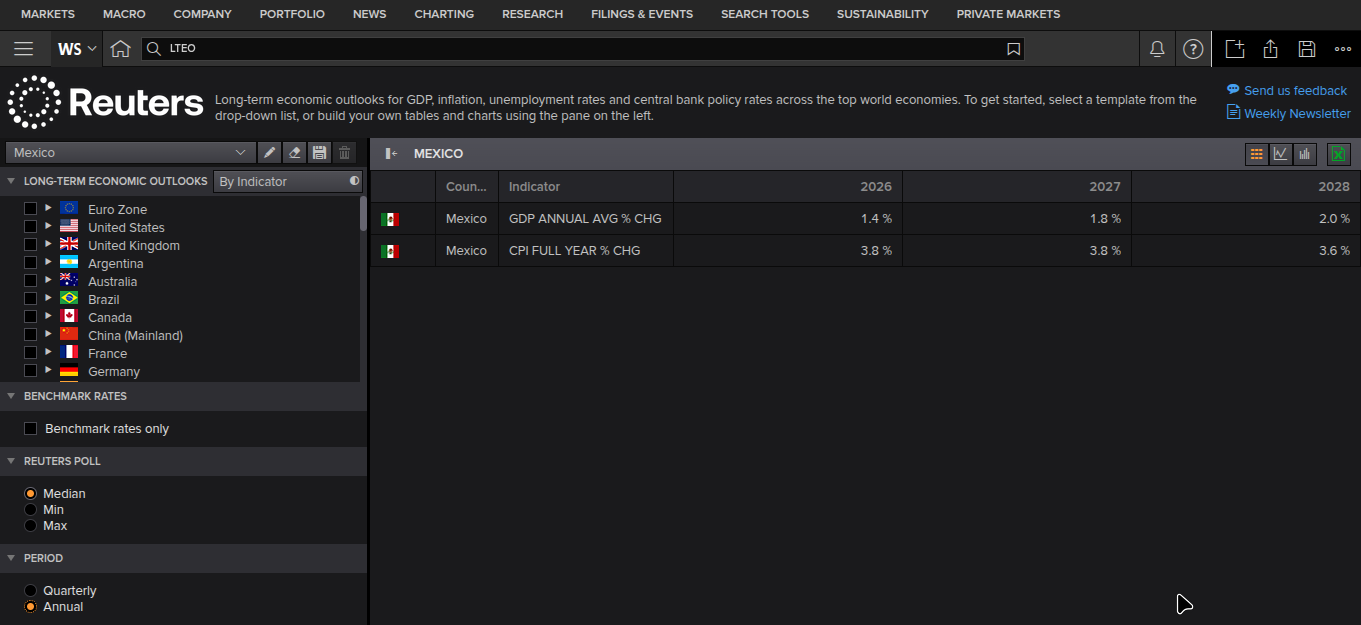 MARKETS MACRO COMPANY PORTFOLIO NEWS CHARTING RESEARCH FILINGS & EVENTS SEARCH TOOLS SUSTAINABILITY PRIVATE MARKETS
WS LTEO
Reuters
Long-term economic outlooks for GDP, inflation, unemployment rates and central bank policy rates across the top world economies. To get started, select a template from the
drop-down list, or build your own tables and charts using the pane on the left.
Send us feedback
Weekly Newsletter
Mexico
LONG-TERM ECONOMIC OUTLOOKS By Indicator
Euro Zone
United States
United Kingdom
Argentina
Australia
Brazil
Canada
China (Mainland)
France
Germany
BENCHMARK RATES
Benchmark rates only
REUTERS POLL
Median
Min
Max
PERIOD
Quarterly
Annual
MEXICO
Coun... Indicator 2026 2027 2028
Mexico GDP ANNUAL AVG % CHG 1.4 % 1.8 % 2.0 %
Mexico CPI FULL YEAR % CHG 3.8 % 3.8 % 3.6 %